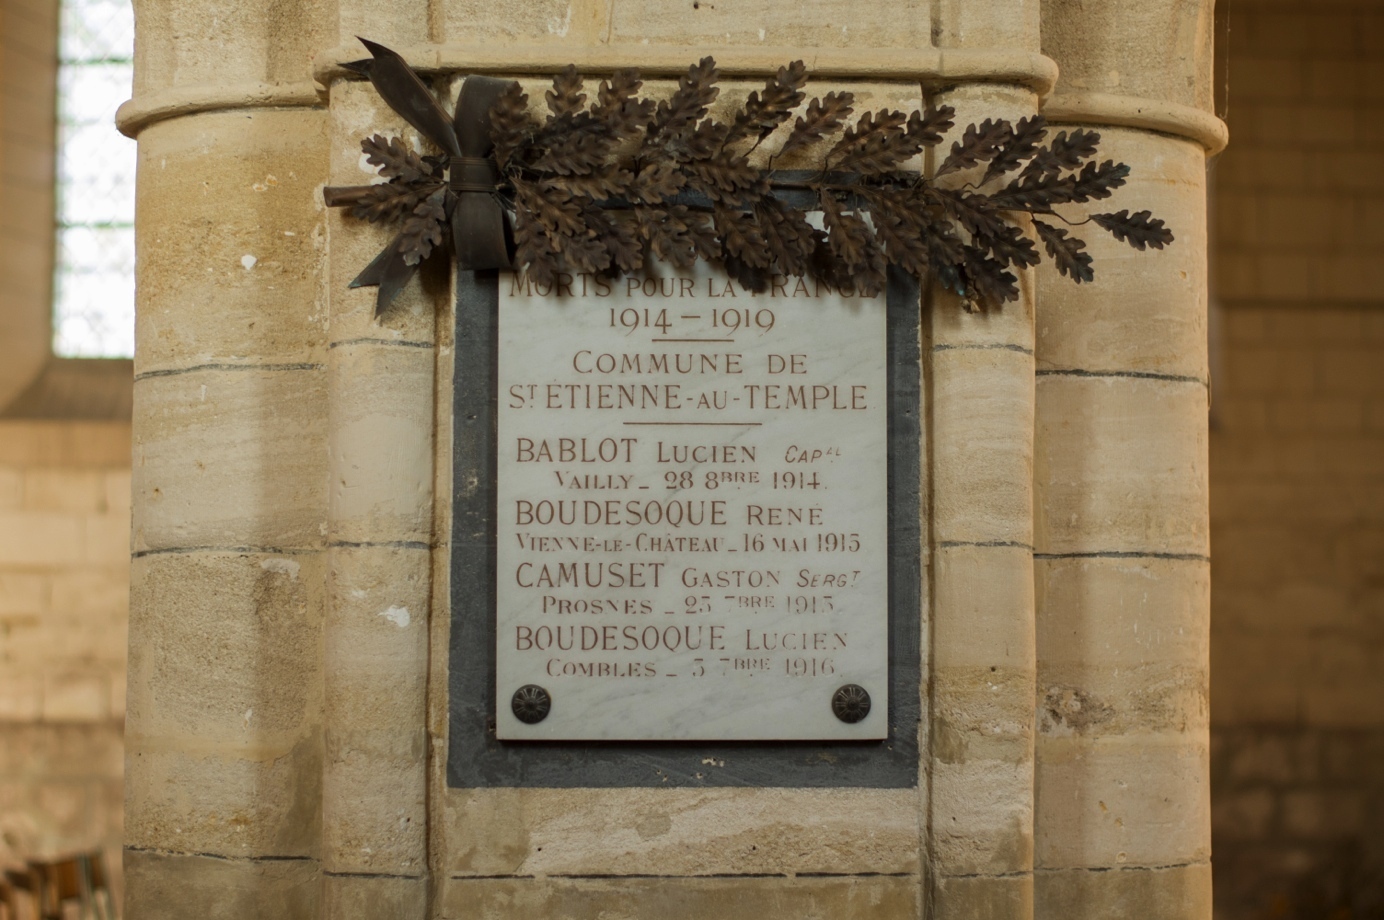 MORTS POUR LA FRANCE
1914 – 1919
COMMUNE DE
ST ÉTIENNE-AU-TEMPLE
BABLOT LUCIEN CAPAL
VAILLY _ 28 8BRE 1914.
BOUDESOQUE RENÉ
VIENNE-LE-CHÂTEAU _ 16 MAI 1915
CAMUSET GASTON SERGT
PROSNES _ 25 7BRE 1915.
BOUDESOQUE LUCIEN
COMBLES _ 3 7BRE 1916.